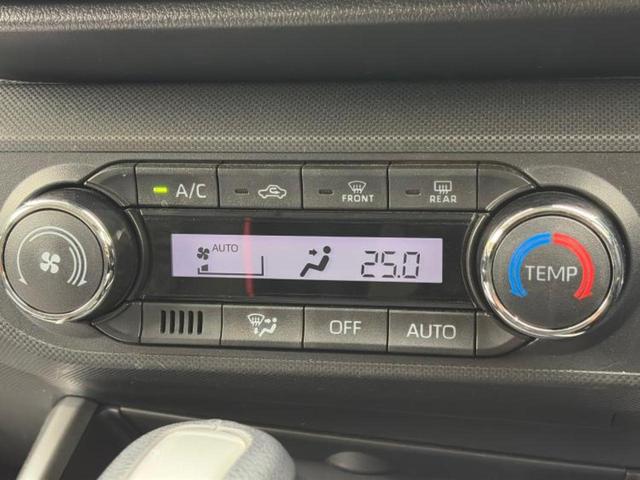 A/C
FRONT
REAR
AUTO
25.0
TEMP
OFF
AUTO